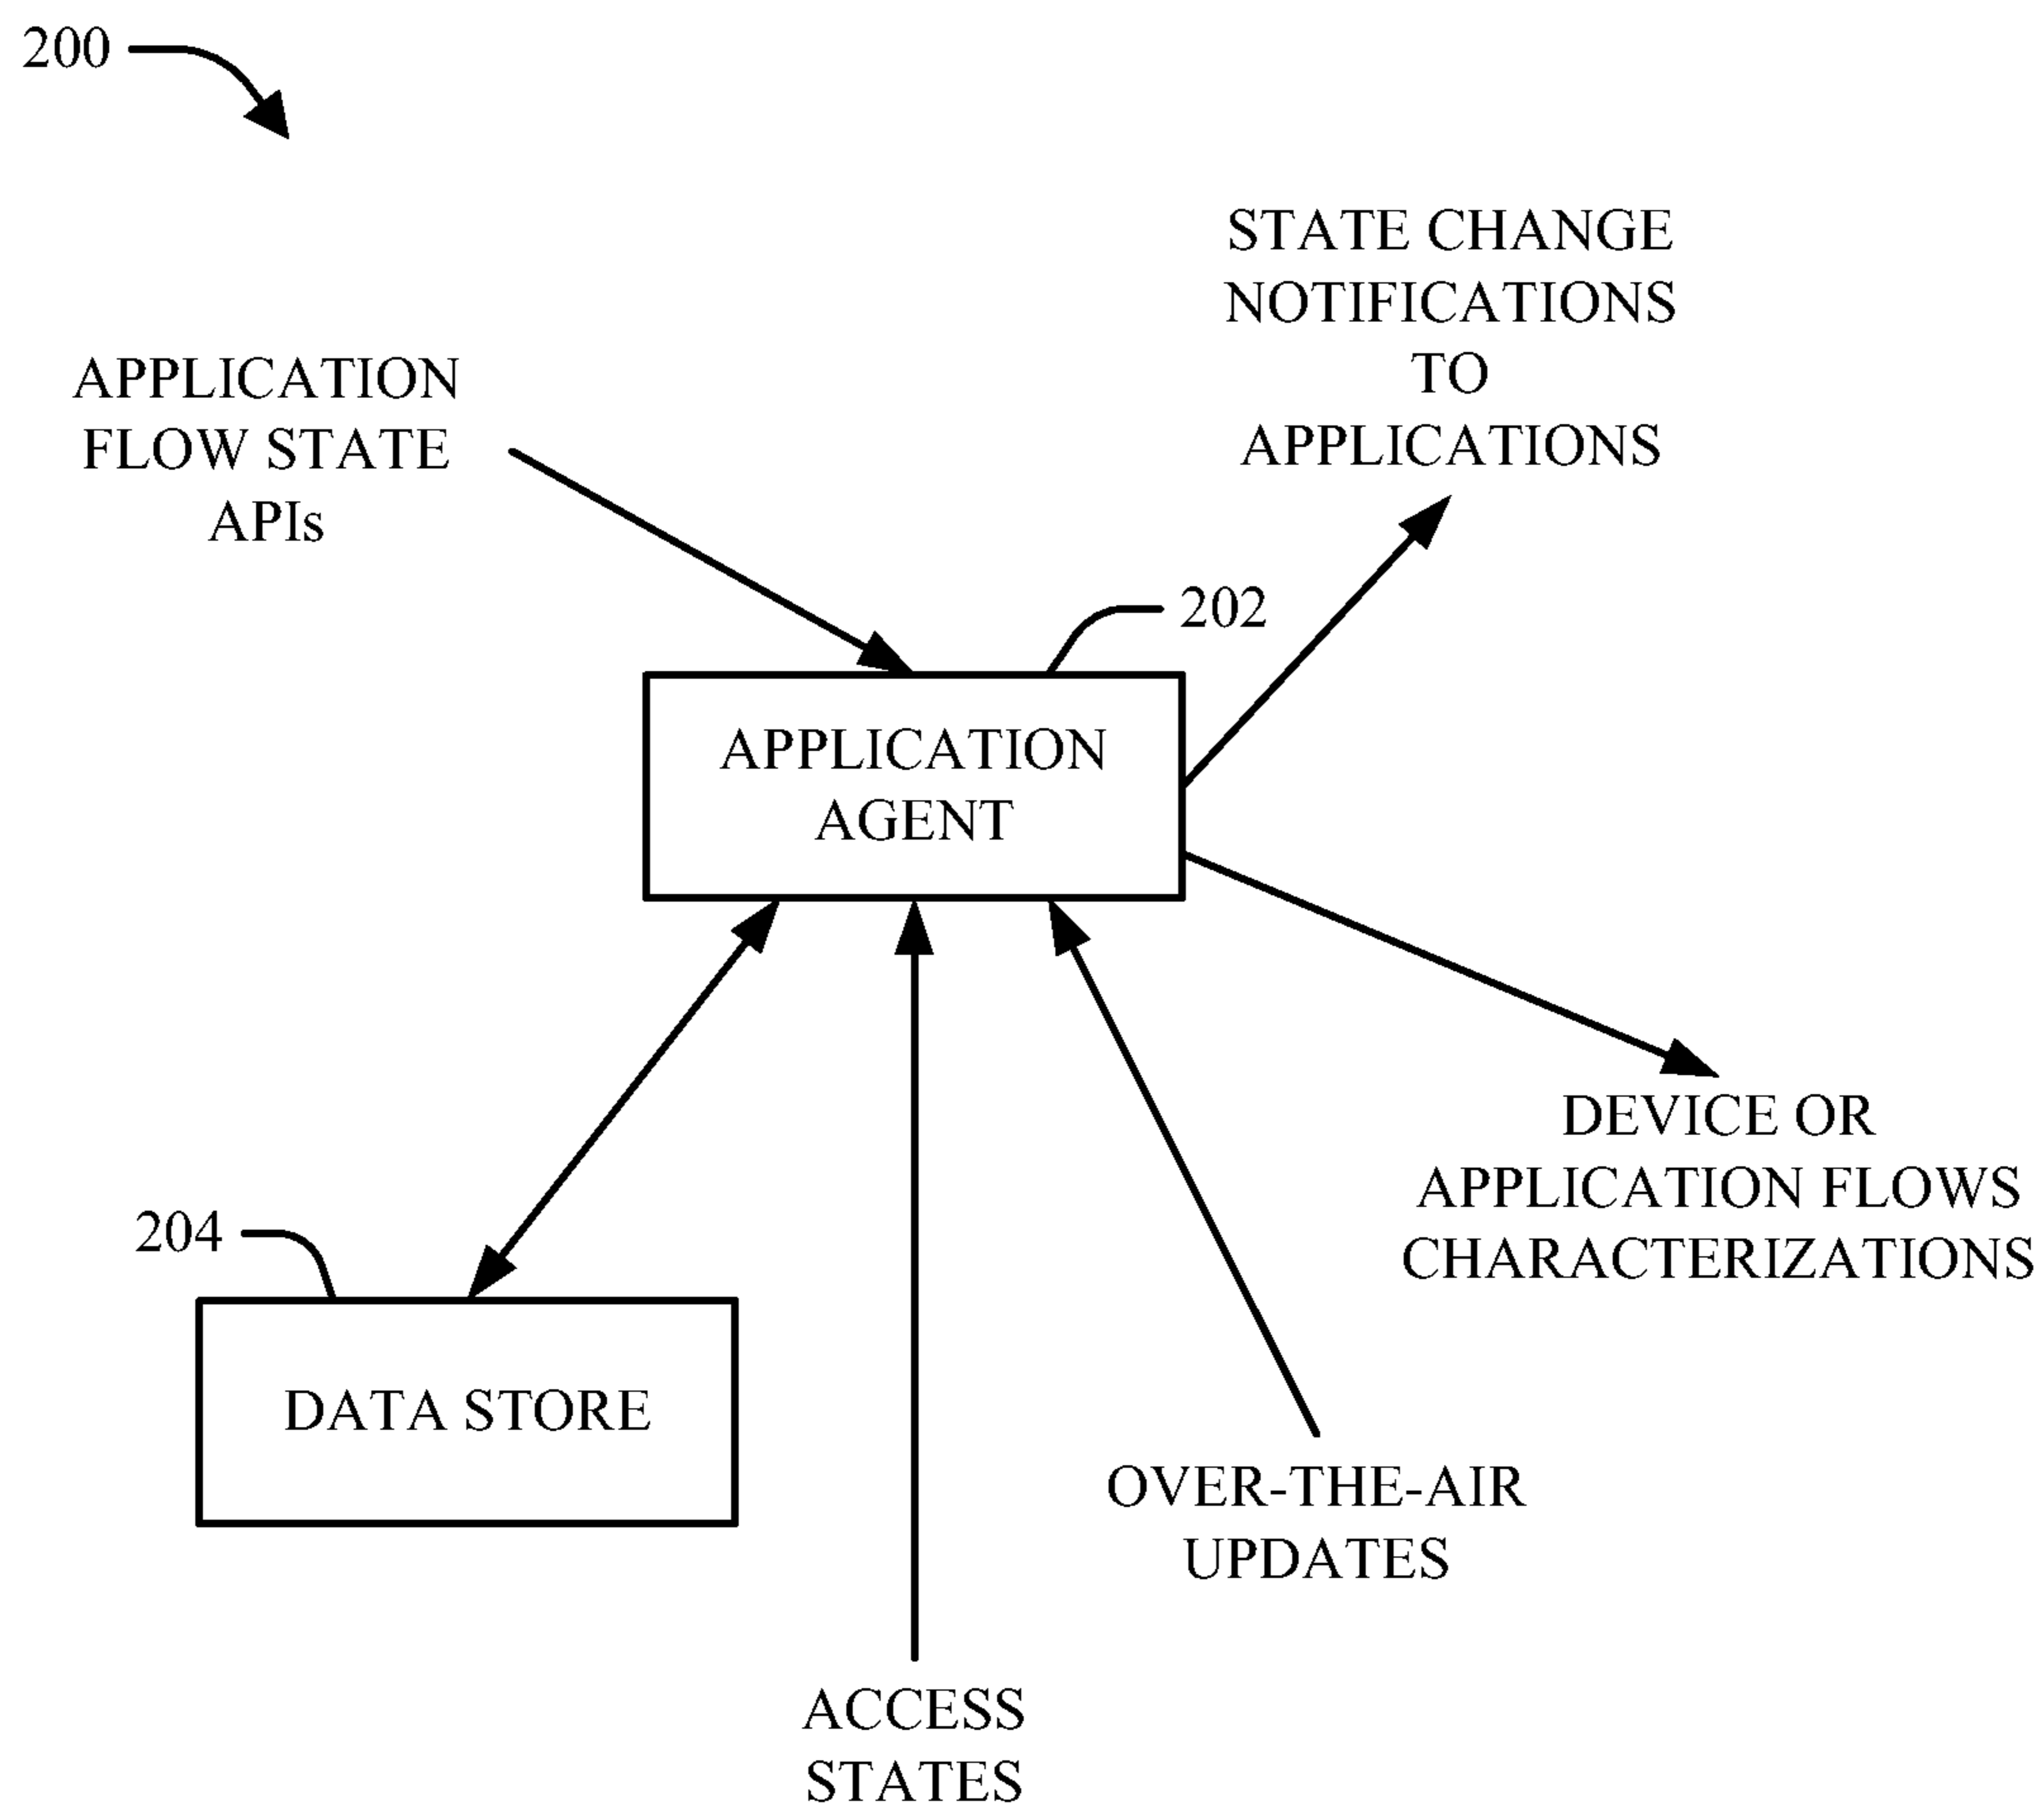 200
STATE CHANGE
NOTIFICATIONS
TO
APPLICATIONS
APPLICATION
FLOW STATE
APIs
202
APPLICATION
AGENT
DEVICE OR
APPLICATION FLOWS
CHARACTERIZATIONS
204
DATA STORE
OVER-THE-AIR
UPDATES
ACCESS
STATES